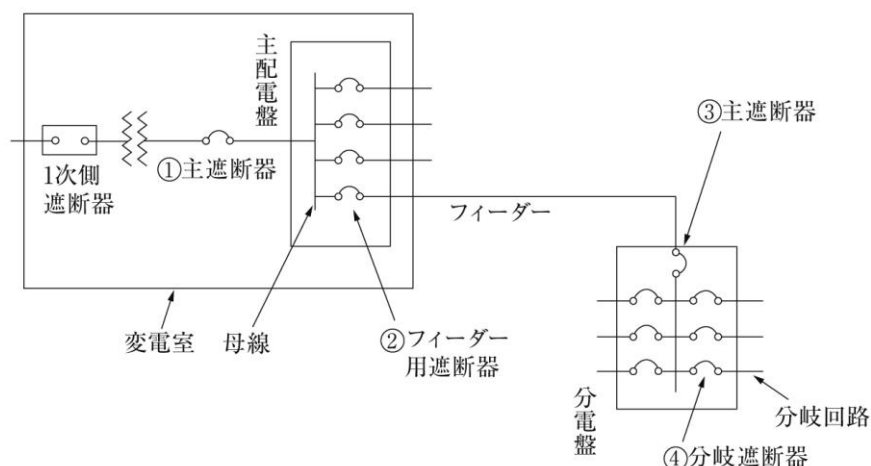 主配電盤
③主遮断器
①主遮断器
1次側
遮断器
フィーダー
変電室
母線
②フィーダー
用遮断器
分電盤
分岐回路
④分岐遮断器